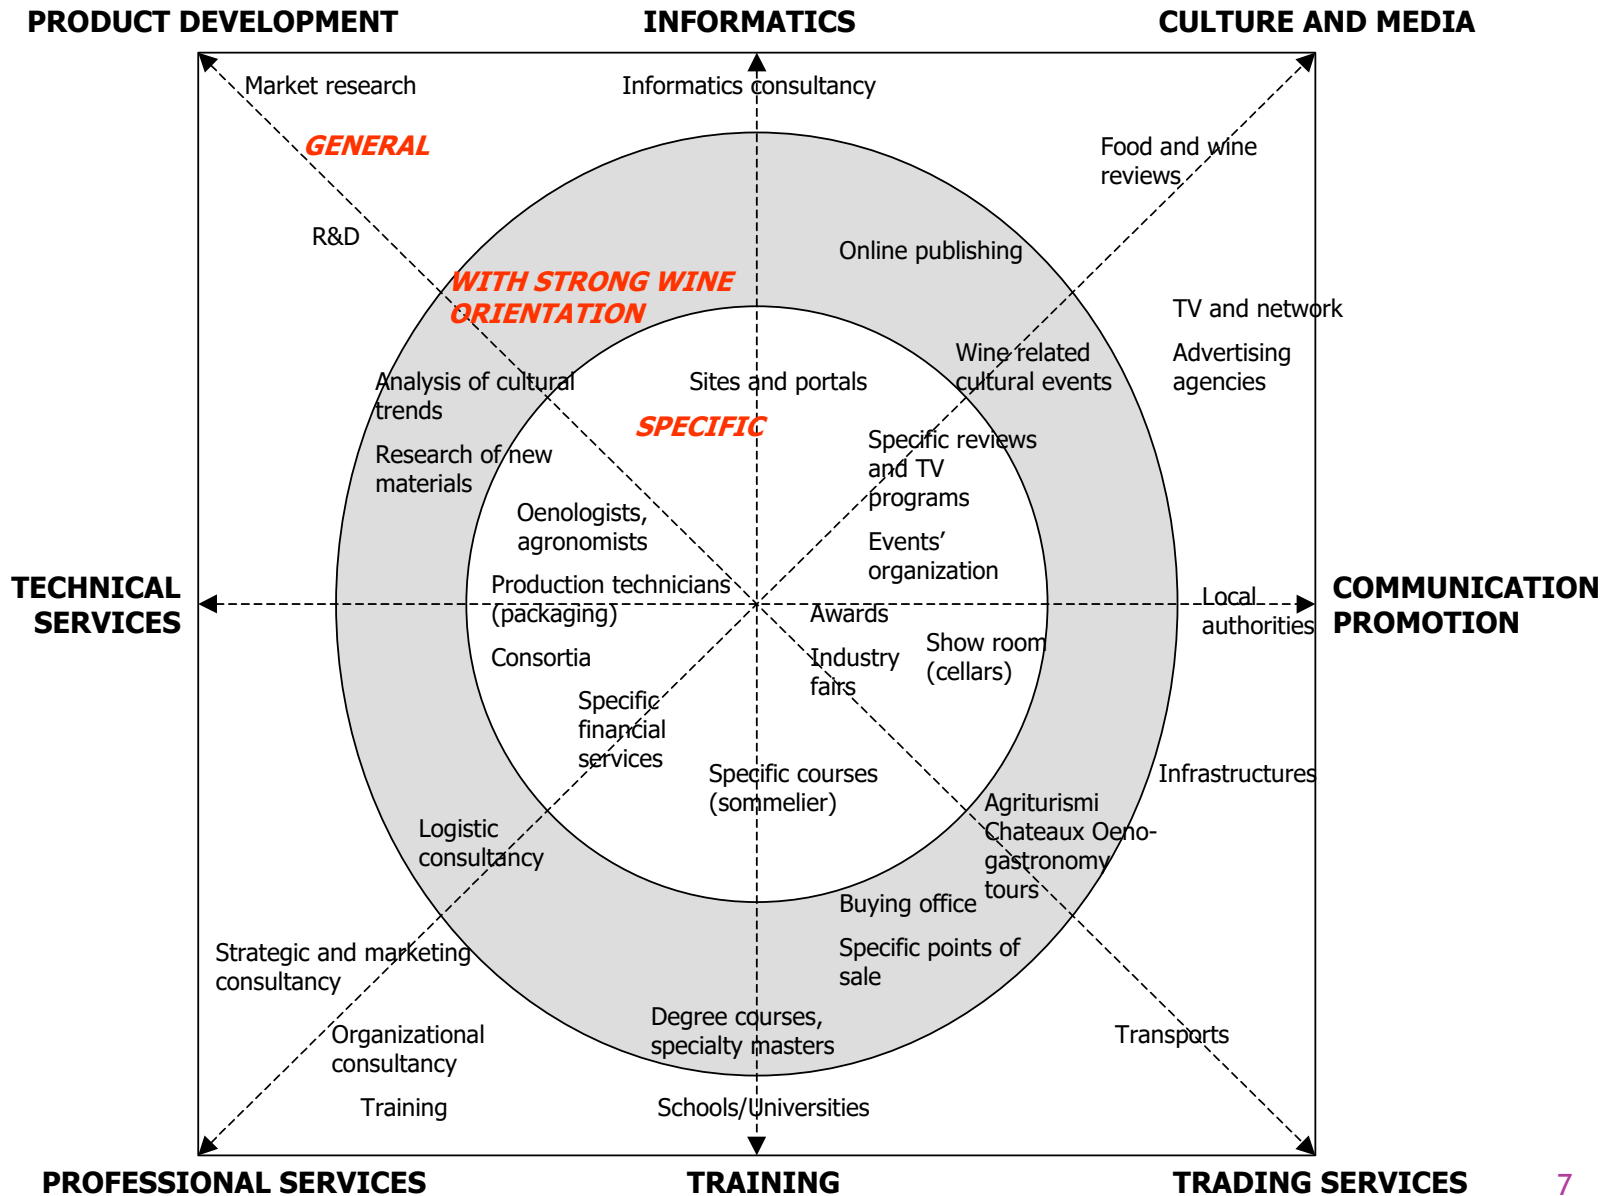 PRODUCT DEVELOPMENT
INFORMATICS
CULTURE AND MEDIA
Market research
Informatics consultancy
GENERAL
Food and wine
reviews
R&D
Online publishing
WITH STRONG WINE
ORIENTATION
TV and network
Wine related
cultural events
Advertising
agencies
Analysis of cultural
trends
Sites and portals
SPECIFIC
Specific reviews
and TV
programs
Research of new
materials
Oenologists,
agronomists
Events’
organization
TECHNICAL
SERVICES
Production technicians
(packaging)
Awards
Local
authorities
COMMUNICATION
PROMOTION
Show room
(cellars)
Consortia
Industry
fairs
Specific
financial
services
Specific courses
(sommelier)
Infrastructures
Agriturismi
Chateaux Oeno-
gastronomy
tours
Logistic
consultancy
Buying office
Specific points of
sale
Strategic and marketing
consultancy
Degree courses,
specialty masters
Organizational
consultancy
Transports
Training
Schools/Universities
PROFESSIONAL SERVICES
TRAINING
TRADING SERVICES
7